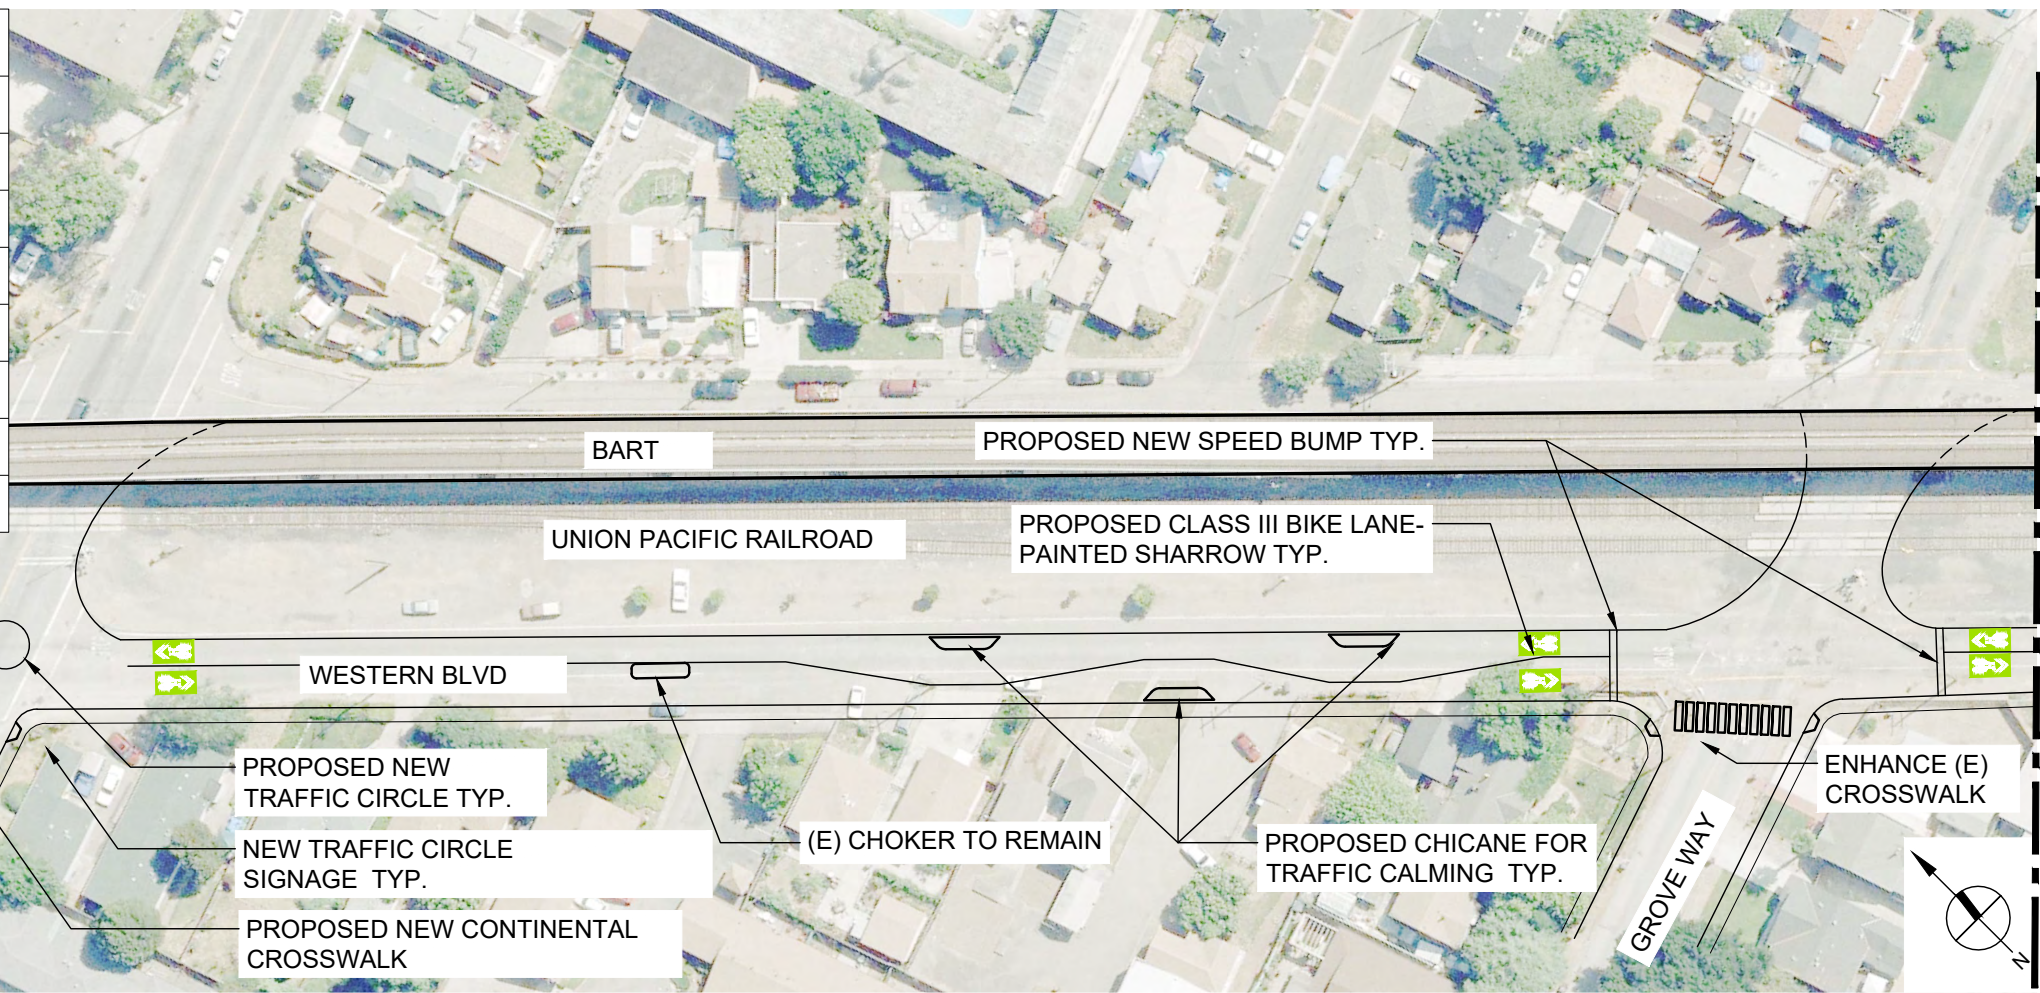 BART
PROPOSED NEW SPEED BUMP TYP.
UNION PACIFIC RAILROAD
PROPOSED CLASS III BIKE LANE-
PAINTED SHARROW TYP.
WESTERN BLVD
PROPOSED NEW
TRAFFIC CIRCLE TYP.
NEW TRAFFIC CIRCLE
SIGNAGE TYP.
PROPOSED NEW CONTINENTAL
CROSSWALK
(E) CHOKER TO REMAIN
PROPOSED CHICANE FOR
TRAFFIC CALMING TYP.
ENHANCE (E)
CROSSWALK
GROVE WAY
N